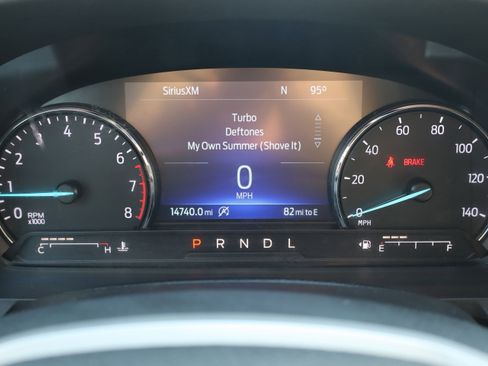 SiriusXM N 95°
Turbo
Deftones
My Own Summer (Shove It)
0
MPH
14740.0 mi 82 mi to E
0 1 2 3 4 5 6 7 8
RPM
x1000
0 20 40 60 80 100 120 140
BRAKE
MPH
P R N D L
C H
E F